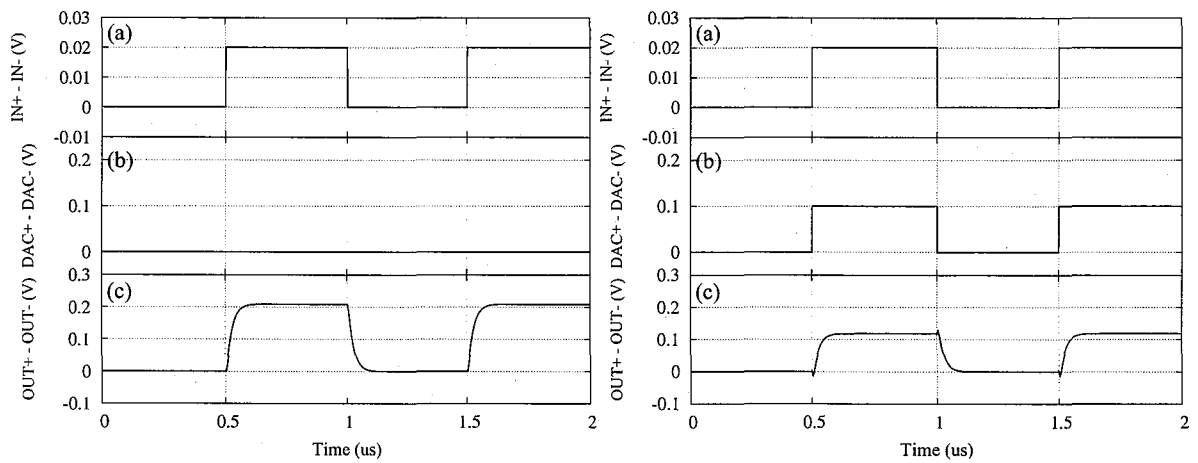 IN+ - IN- (V)
0.03
0.02
0.01
0
-0.01
(a)
DAC+ - DAC- (V)
0.2
0.1
0
(b)
OUT+ - OUT- (V)
0.3
0.2
0.1
0
-0.1
(c)
0
0.5
1
1.5
2
Time (us)
IN+ - IN- (V)
0.03
0.02
0.01
0
-0.01
(a)
DAC+ - DAC- (V)
0.2
0.1
0
(b)
OUT+ - OUT- (V)
0.3
0.2
0.1
0
-0.1
(c)
0
0.5
1
1.5
2
Time (us)